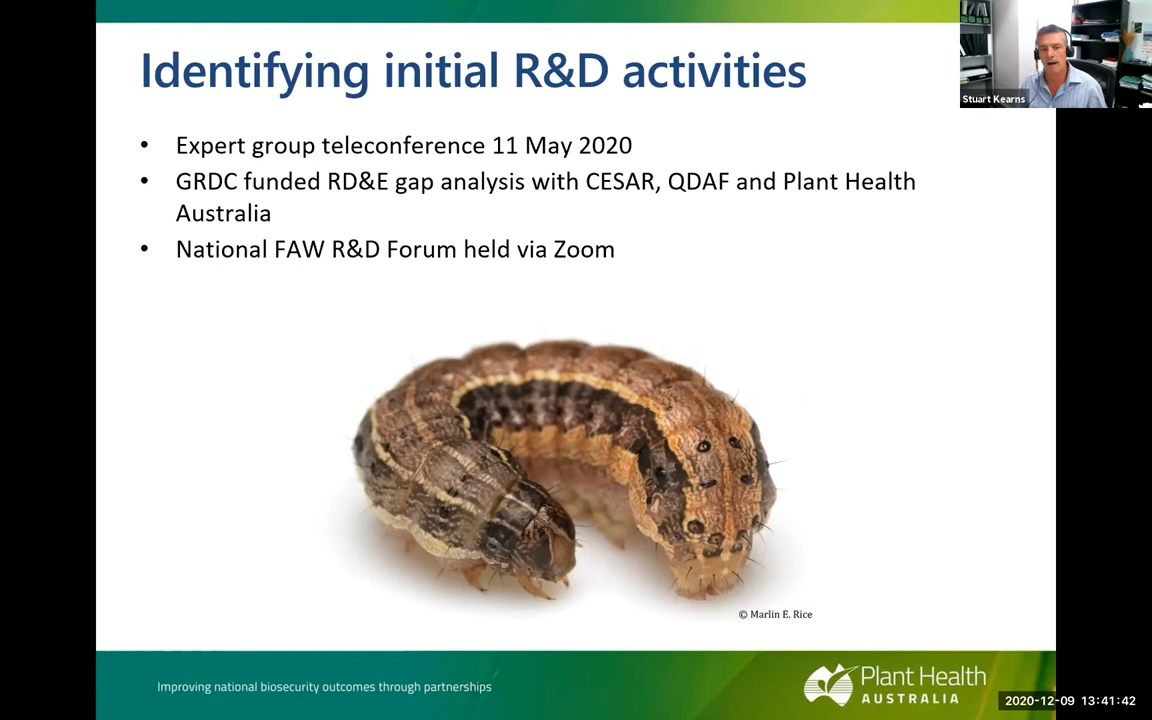 Identifying initial R&D activities
Stuart Kearns
• Expert group teleconference 11 May 2020
• GRDC funded RD&E gap analysis with CESAR, QDAF and Plant Health
Australia
• National FAW R&D Forum held via Zoom
© Marlin E. Rice
Improving national biosecurity outcomes through partnerships
Plant Health
AUSTRALIA
2020-12-09 13:41:42